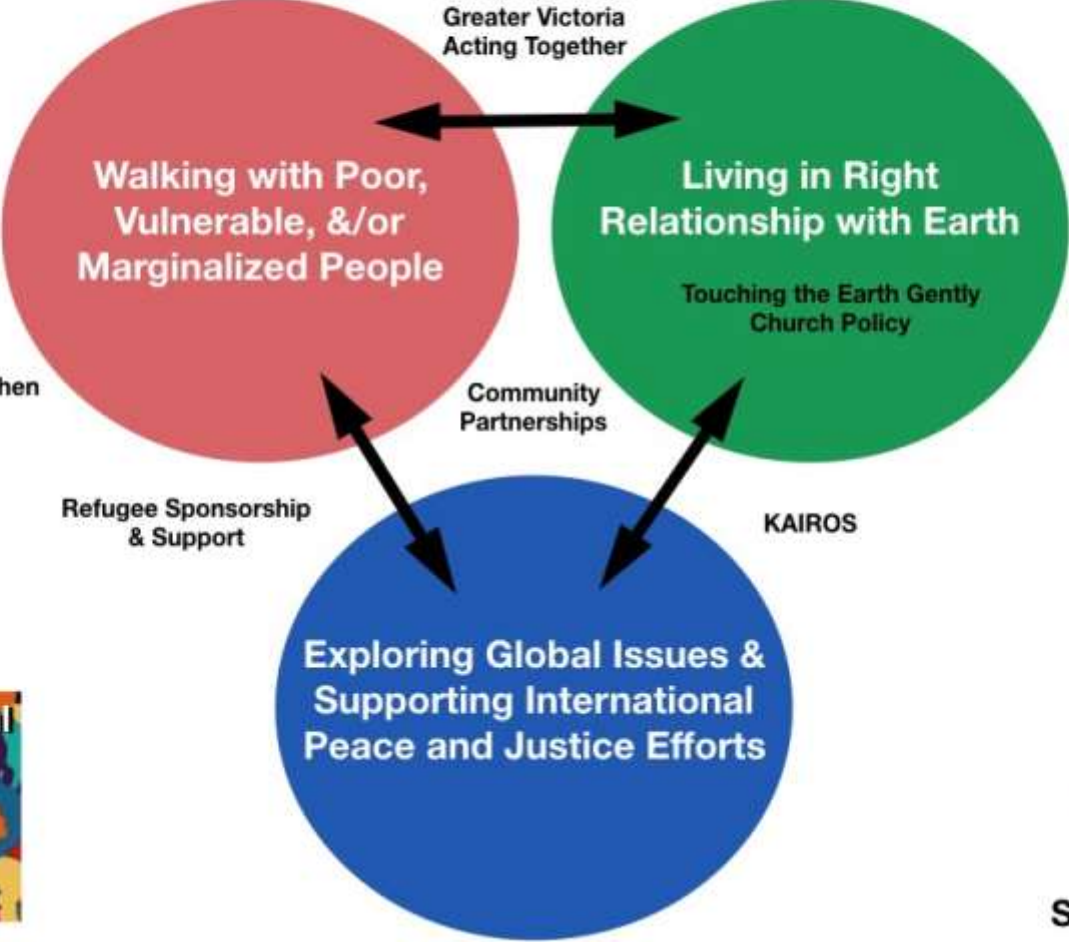 Greater Victoria
Acting Together
Walking with Poor,
Vulnerable, &/or
Marginalized People
Living in Right
Relationship with Earth
Touching the Earth Gently
Church Policy
hen
Community
Partnerships
Refugee Sponsorship
& Support
KAIROS
Exploring Global Issues &
Supporting International
Peace and Justice Efforts
S